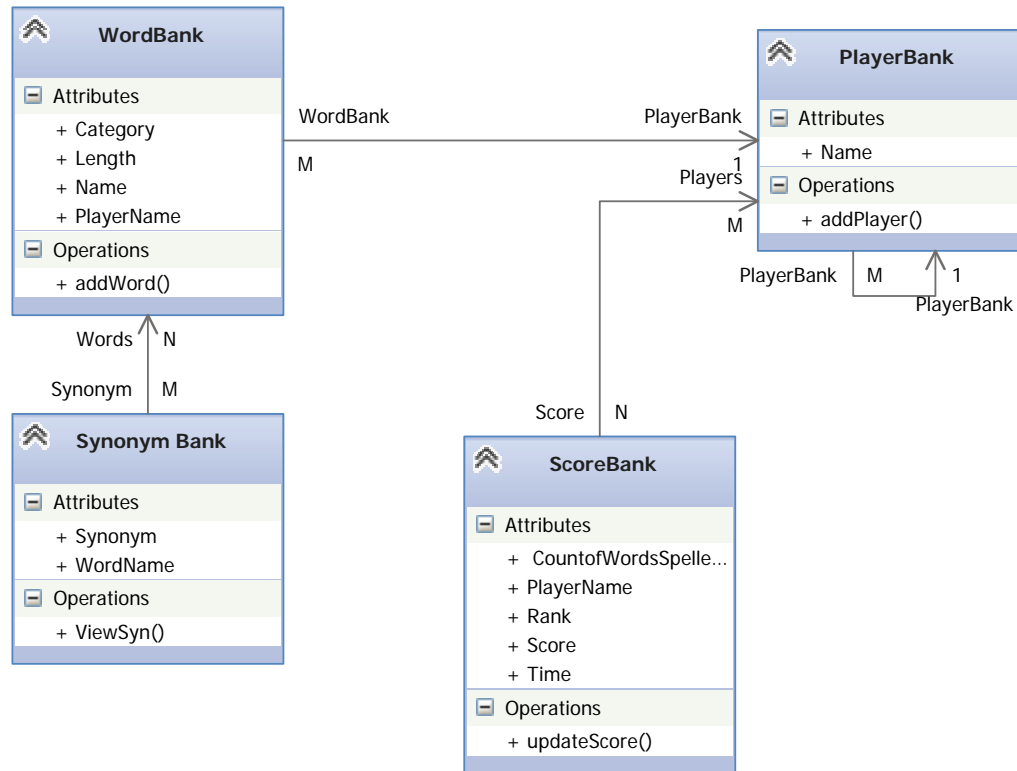 WordBank
Attributes
+ Category
+ Length
+ Name
+ PlayerName
Operations
+ addWord()
WordBank
PlayerBank
M
1
Players
M
PlayerBank
Attributes
+ Name
Operations
+ addPlayer()
PlayerBank
M
1
PlayerBank
Words
N
Synonym
M
Synonym Bank
Attributes
+ Synonym
+ WordName
Operations
+ ViewSyn()
Score
N
ScoreBank
Attributes
+ CountofWordsSpelle...
+ PlayerName
+ Rank
+ Score
+ Time
Operations
+ updateScore()